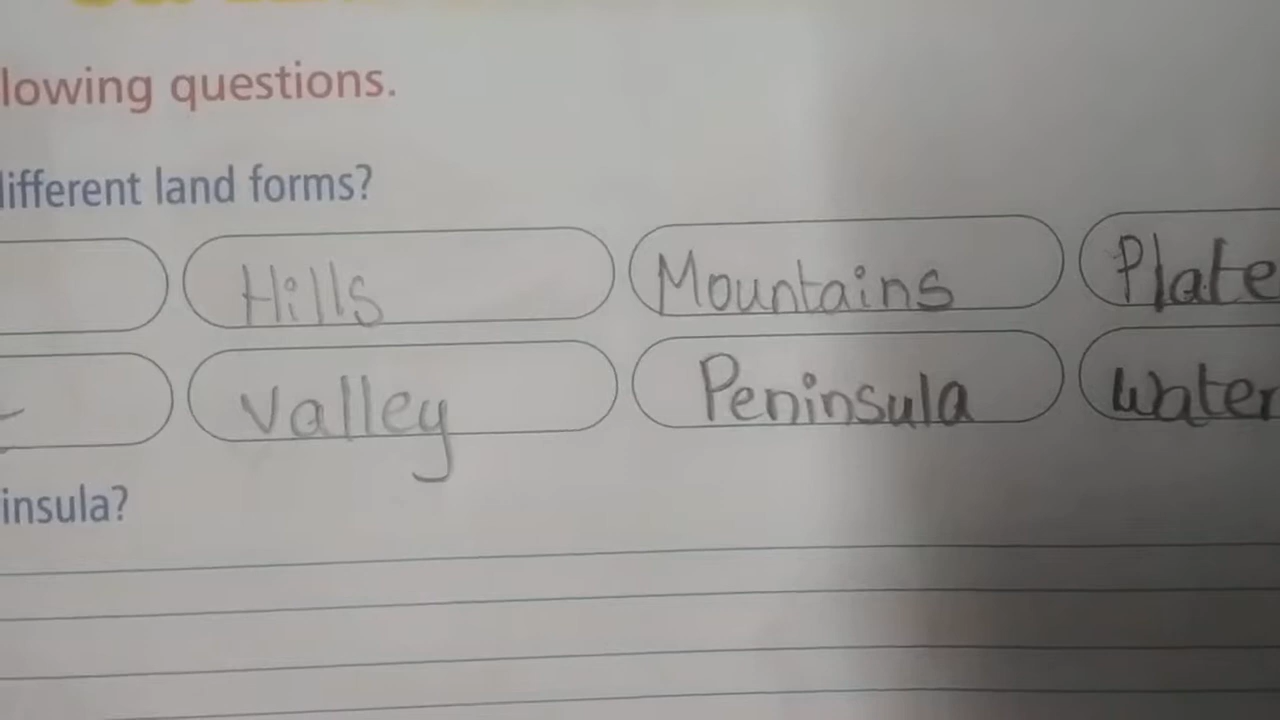 lowing questions.
ifferent land forms?
Hills Mountains Plate
Valley Peninsula Water
insula?